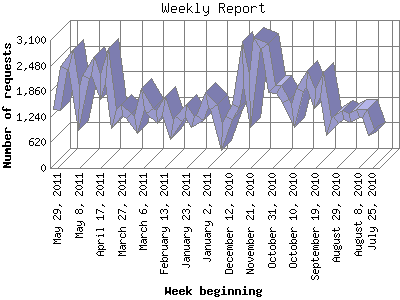 Weekly Report
Number of requests
3,100
2,480
1,860
1,240
620
0
May 29, 2011
May 8, 2011
April 17, 2011
March 27, 2011
March 6, 2011
February 13, 2011
January 23, 2011
January 2, 2011
December 12, 2010
November 21, 2010
October 31, 2010
October 10, 2010
September 19, 2010
August 29, 2010
August 8, 2010
July 25, 2010
Week beginning